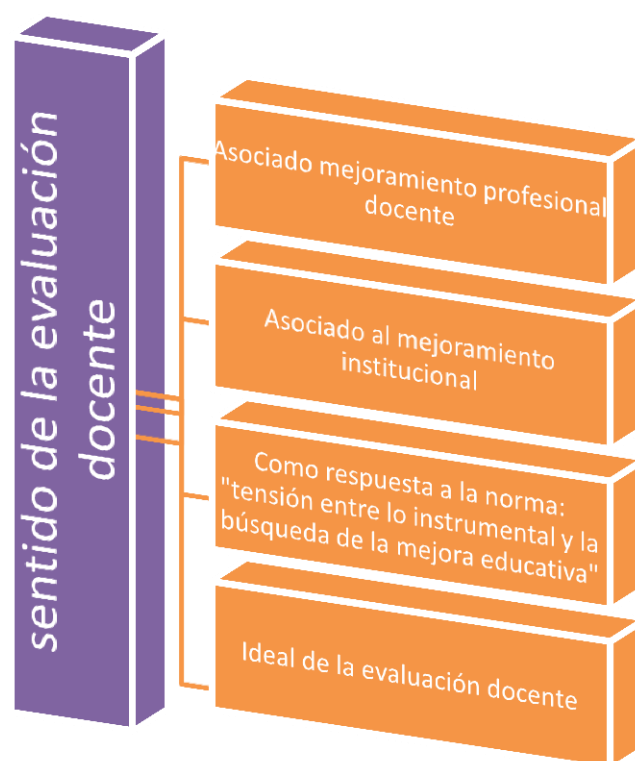 sentido de la evaluación
docente
Asociado mejoramiento profesional
docente
Asociado al mejoramiento
institucional
Como respuesta a la norma:
"tensión entre lo instrumental y la
búsqueda de la mejora educativa"
Ideal de la evaluación docente